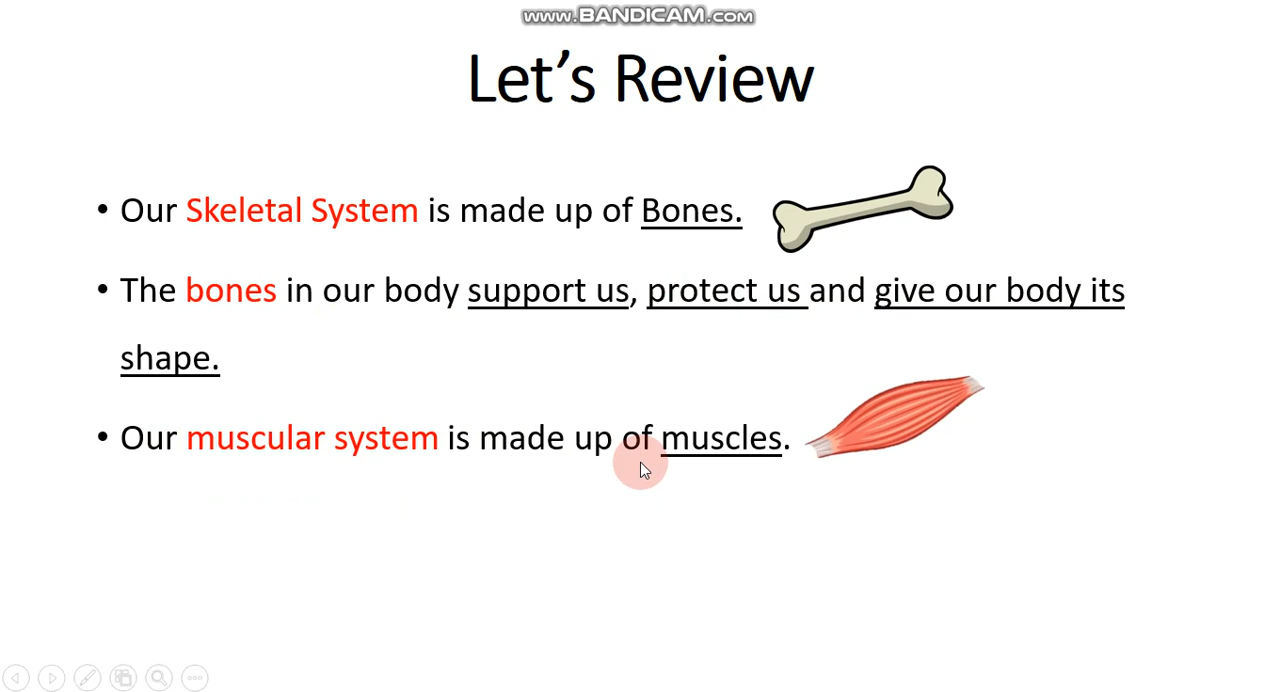 www.BANDICAM.com
Let’s Review
• Our Skeletal System is made up of Bones.
• The bones in our body support us, protect us and give our body its
shape.
• Our muscular system is made up of muscles.